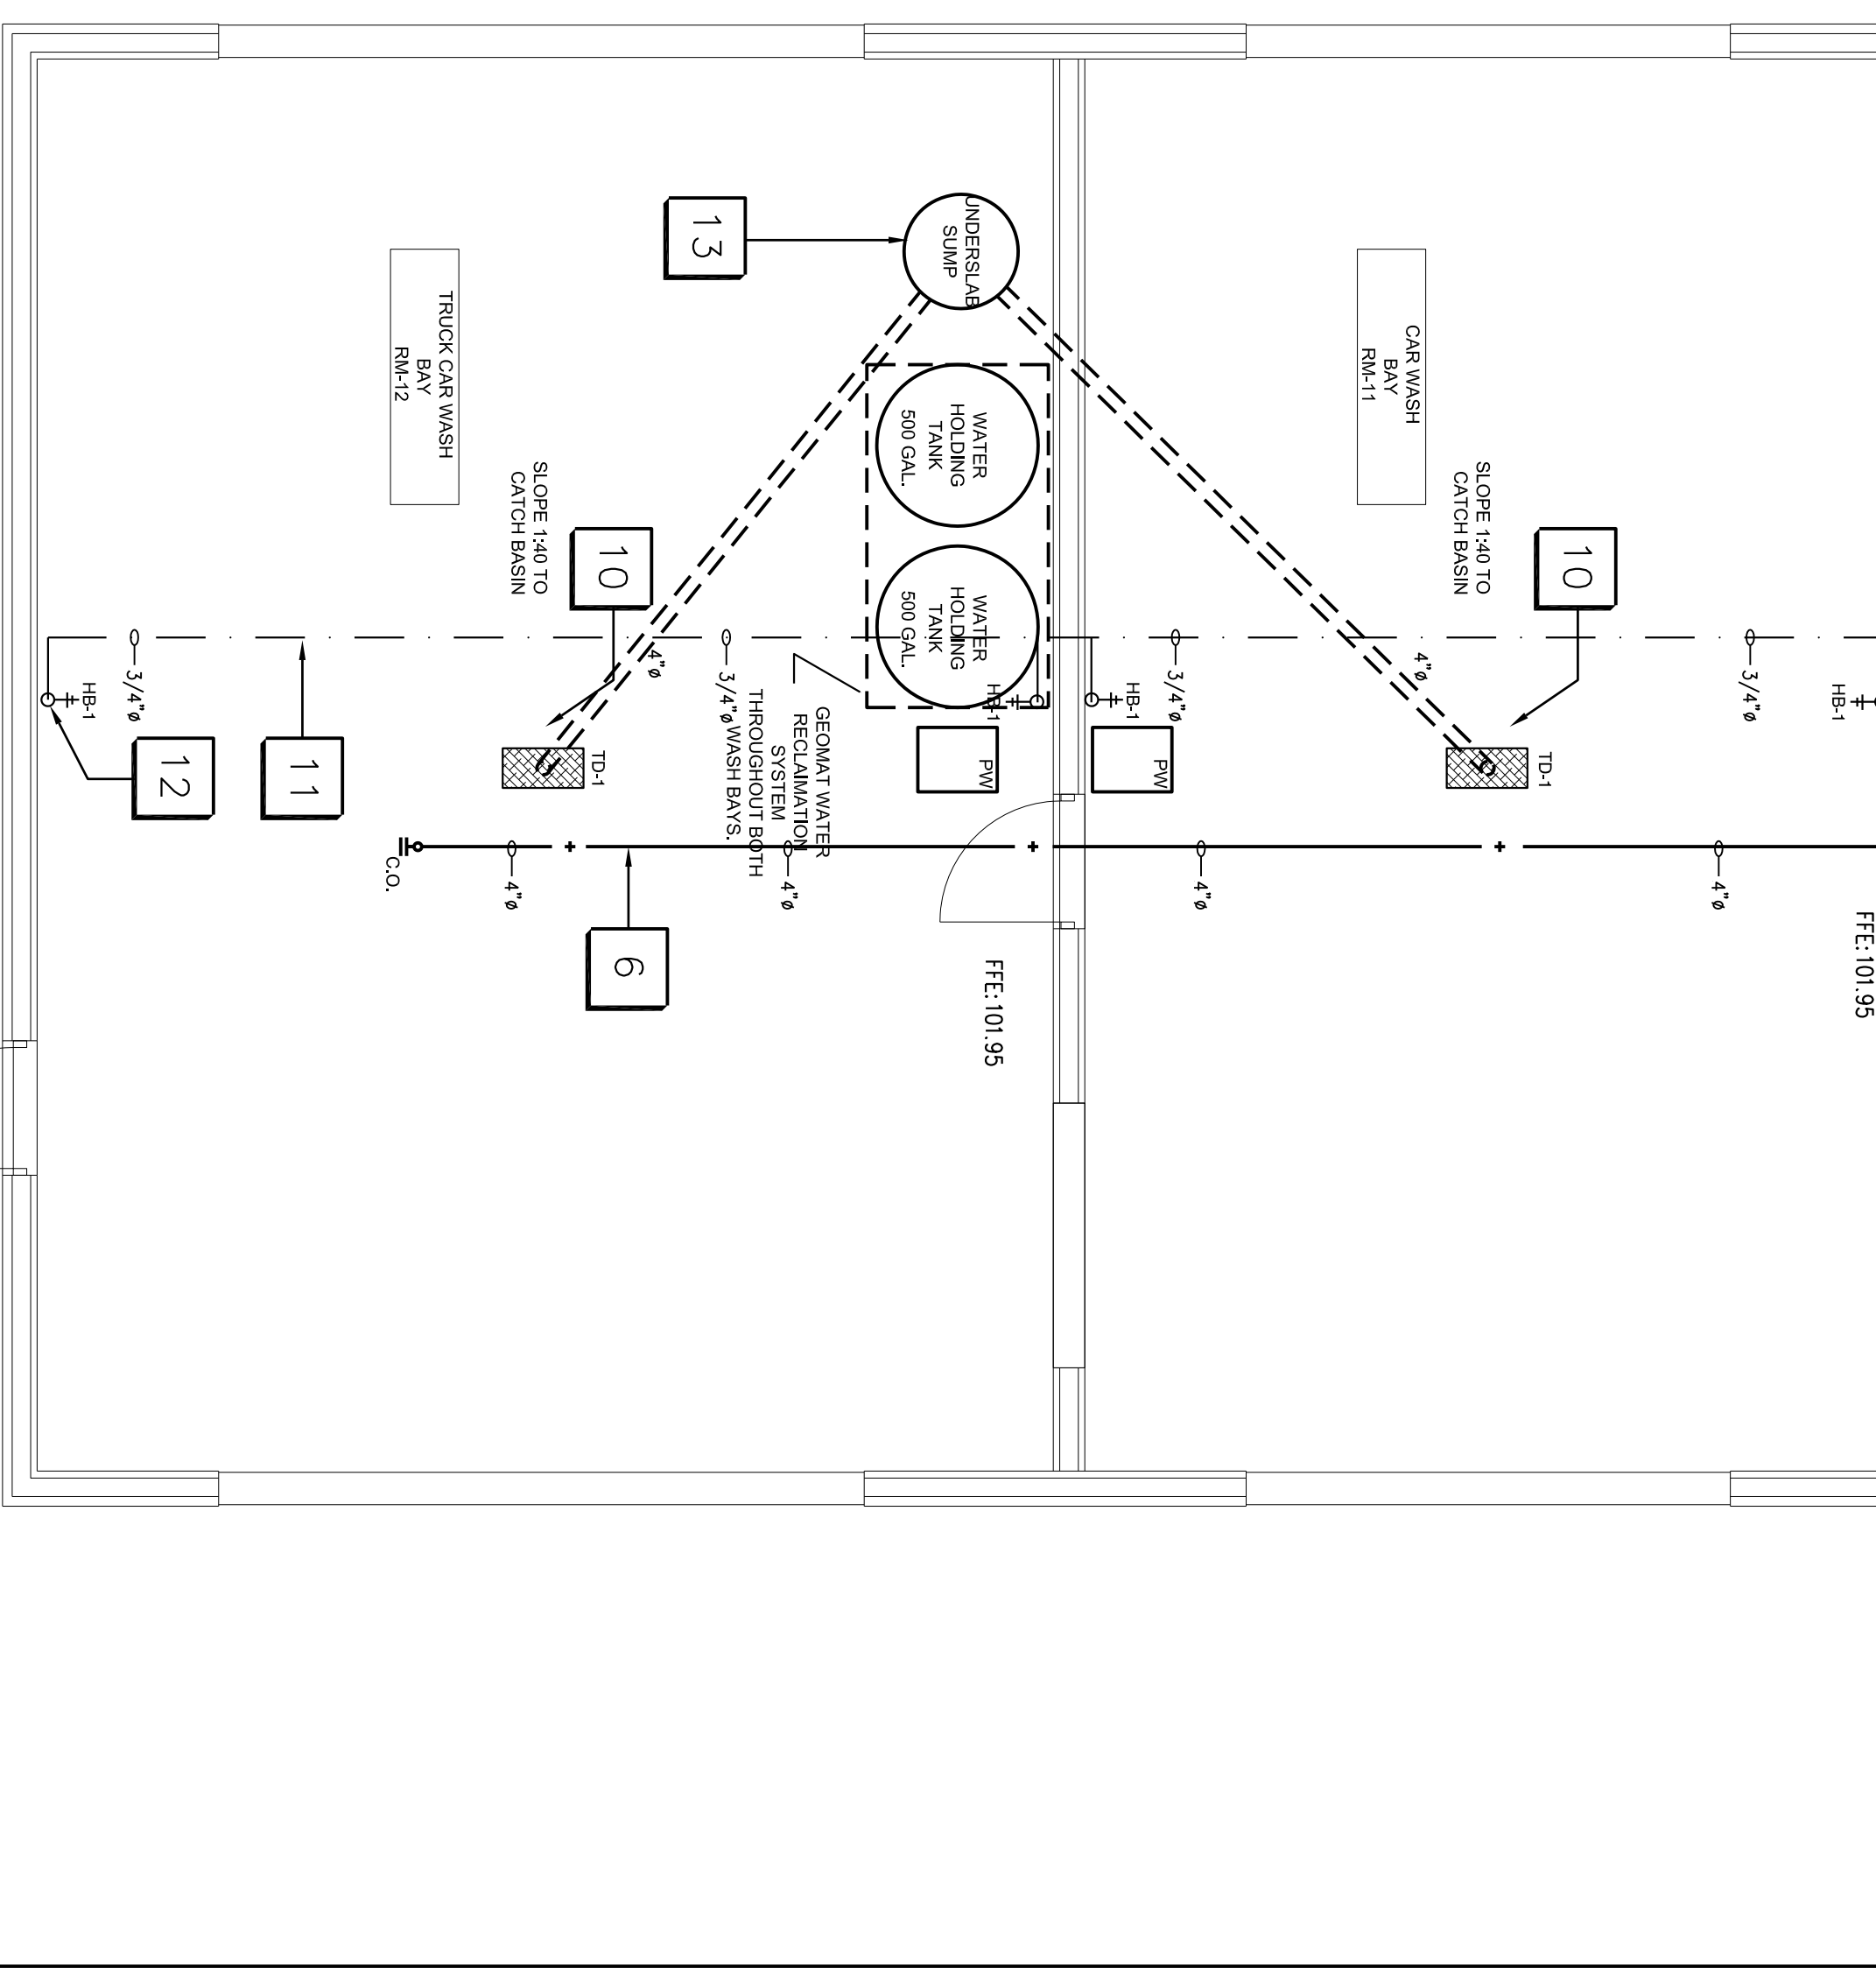 CAR WASH
BAY
RM-11
SLOPE 1:40 TO
CATCH BASIN
10
4"ø
TD-1
3/4"ø
3/4"ø
HB-1
HB-1
PW
4"ø
4"ø
FFE:101.95
UNDERSLAB
SUMP
13
WATER
HOLDING
TANK
500 GAL.
WATER
HOLDING
TANK
500 GAL.
HB-1
PW
TRUCK CAR WASH
BAY
RM-12
SLOPE 1:40 TO
CATCH BASIN
10
4"ø
TD-1
GEOMAT WATER
RECLAIMATION
SYSTEM
THROUGHOUT BOTH
WASH BAYS.
3/4"ø
3/4"ø
HB-1
12
11
C.O.
4"ø
4"ø
6
FFE:101.95